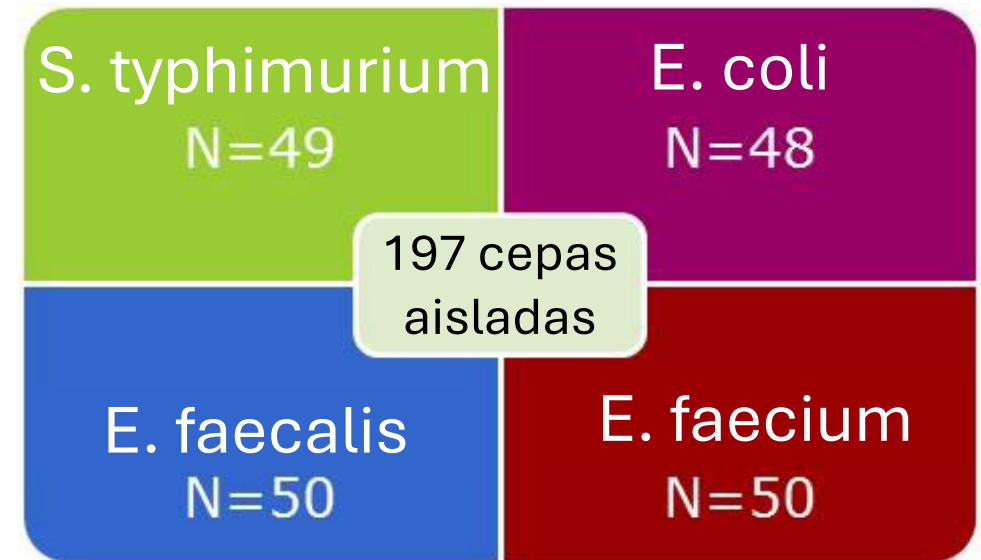 S. typhimurium
N=49
E. coli
N=48
197 cepas
aisladas
E. faecalis
N=50
E. faecium
N=50